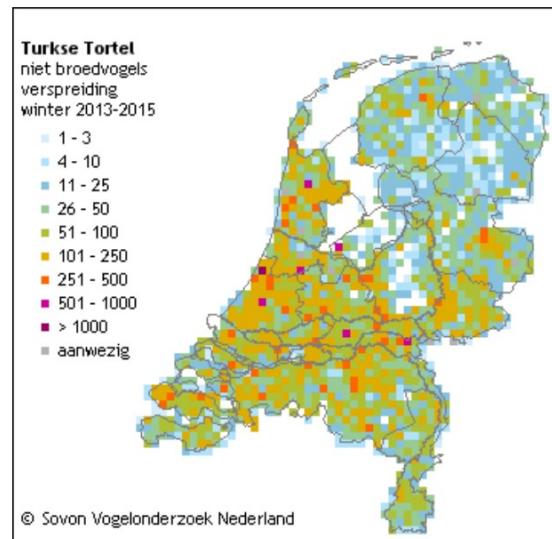 Turkse Tortel
niet broedvogels
verspreiding
winter 2013-2015
1 - 3
4 - 10
11 - 25
26 - 50
51 - 100
101 - 250
251 - 500
501 - 1000
> 1000
aanwezig
© Sovon Vogelonderzoek Nederland